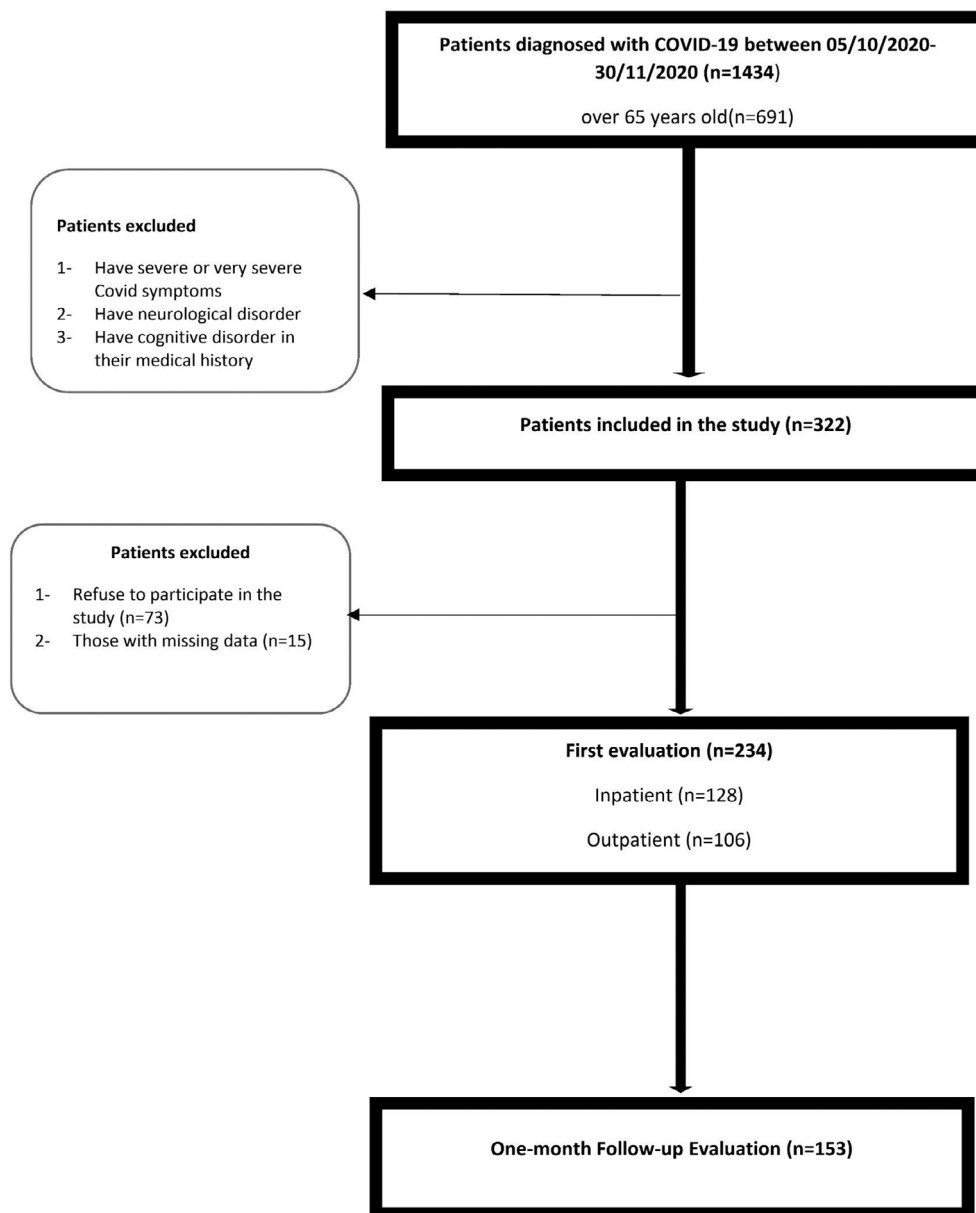 Patients diagnosed with COVID-19 between 05/10/2020-
30/11/2020 (n=1434)
over 65 years old(n=691)
Patients excluded
1- Have severe or very severe
Covid symptoms
2- Have neurological disorder
3- Have cognitive disorder in
their medical history
Patients included in the study (n=322)
Patients excluded
1- Refuse to participate in the
study (n=73)
2- Those with missing data (n=15)
First evaluation (n=234)
Inpatient (n=128)
Outpatient (n=106)
One-month Follow-up Evaluation (n=153)